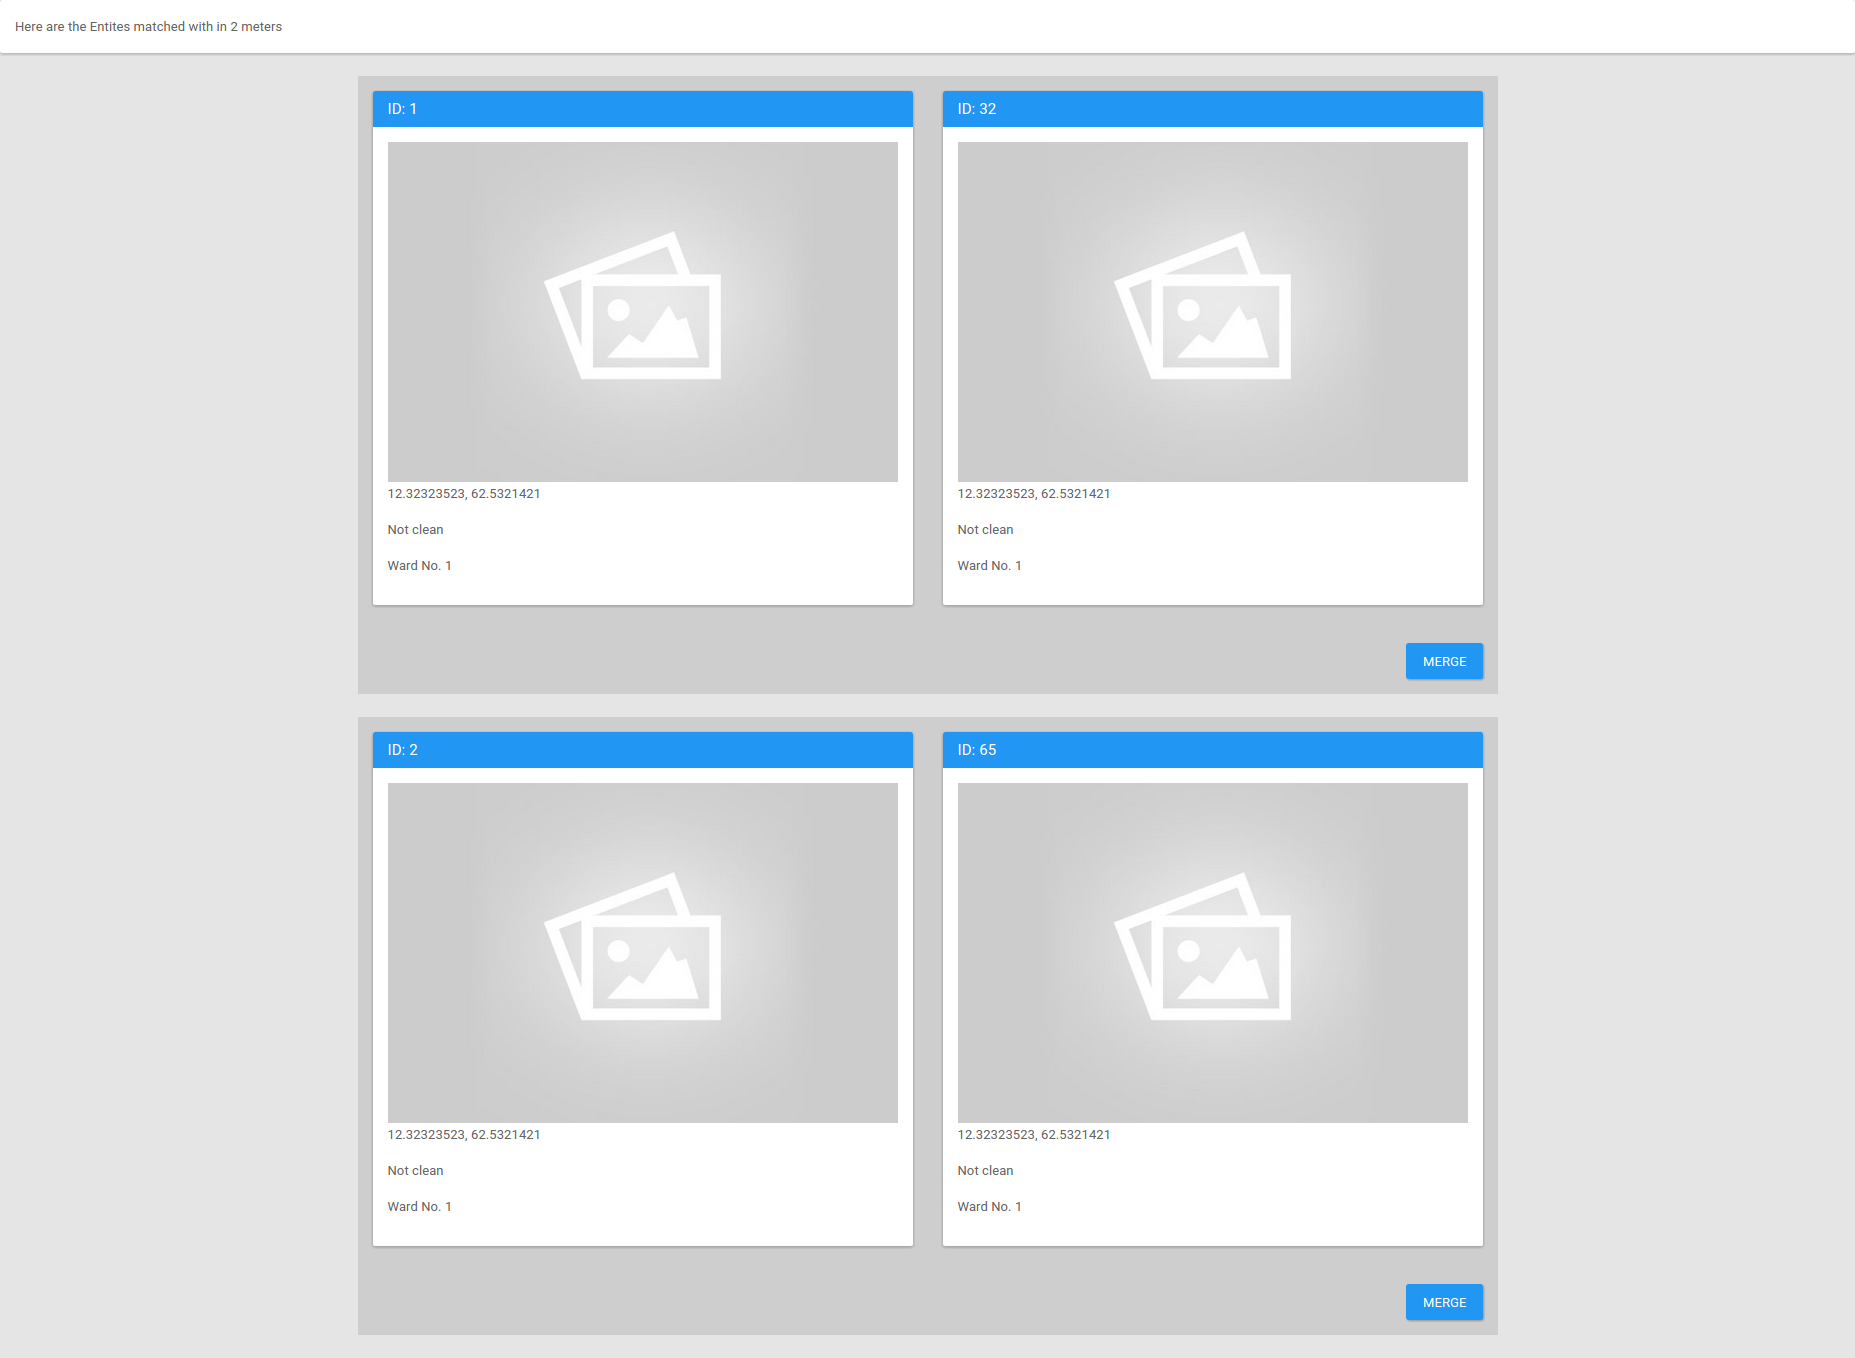 Here are the Entites matched with in 2 meters
ID: 1
12.32323523, 62.5321421
Not clean
Ward No. 1
ID: 32
12.32323523, 62.5321421
Not clean
Ward No. 1
MERGE
ID: 2
12.32323523, 62.5321421
Not clean
Ward No. 1
ID: 65
12.32323523, 62.5321421
Not clean
Ward No. 1
MERGE